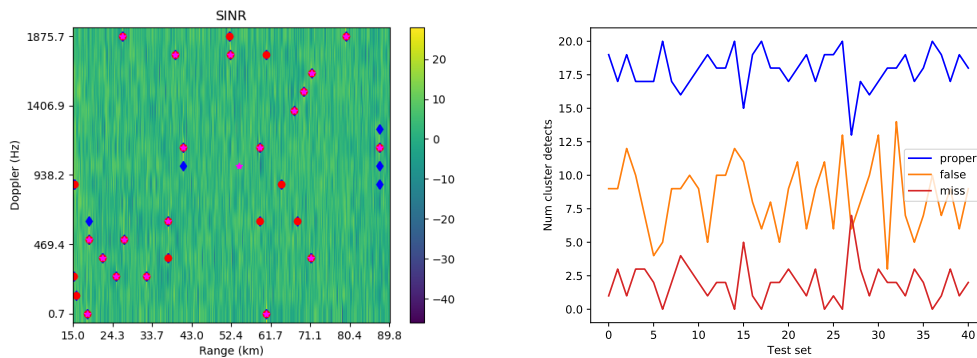 SINR
Doppler (Hz)
1875.7
1406.9
938.2
469.4
0.7
15.0 24.3 33.7 43.0 52.4 61.7 71.1 80.4 89.8
Range (km)
20
10
0
−10
−20
−30
−40
Num cluster detects
20.0
17.5
15.0
12.5
10.0
7.5
5.0
2.5
0.0
0 5 10 15 20 25 30 35 40
Test set
proper
false
miss